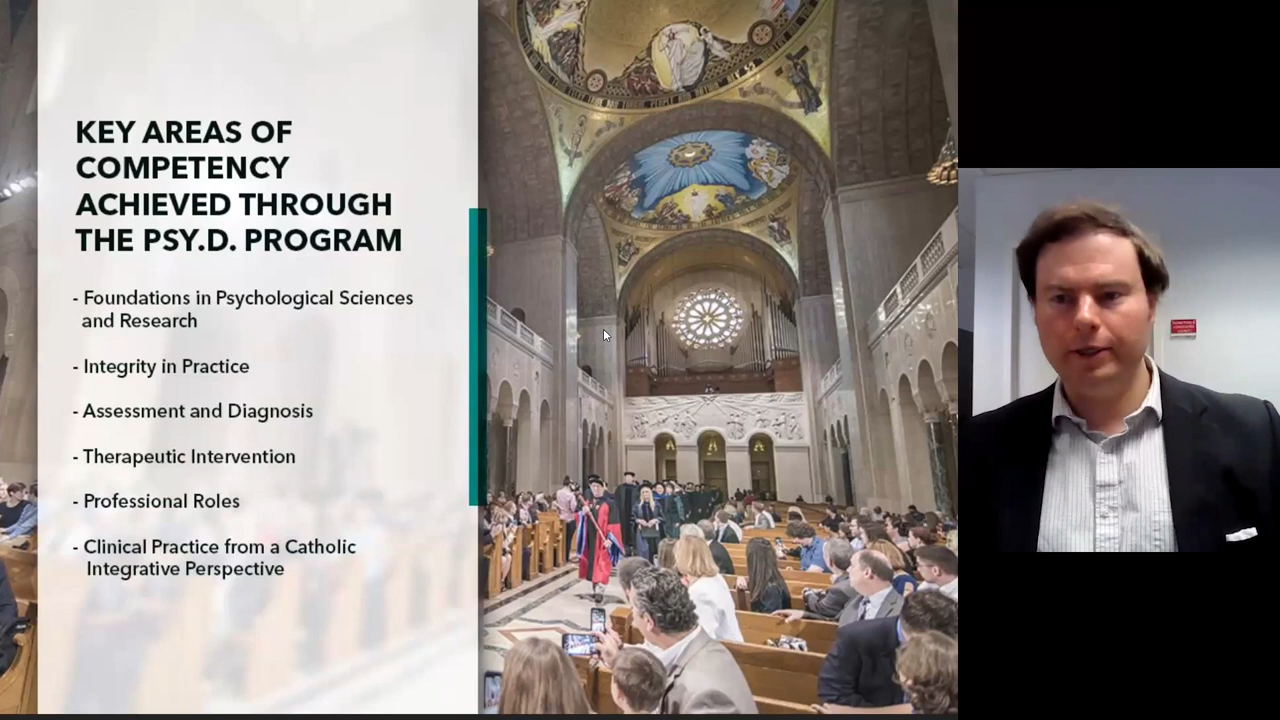 KEY AREAS OF
COMPETENCY
ACHIEVED THROUGH
THE PSY.D. PROGRAM
- Foundations in Psychological Sciences
and Research
- Integrity in Practice
- Assessment and Diagnosis
- Therapeutic Intervention
- Professional Roles
- Clinical Practice from a Catholic
Integrative Perspective